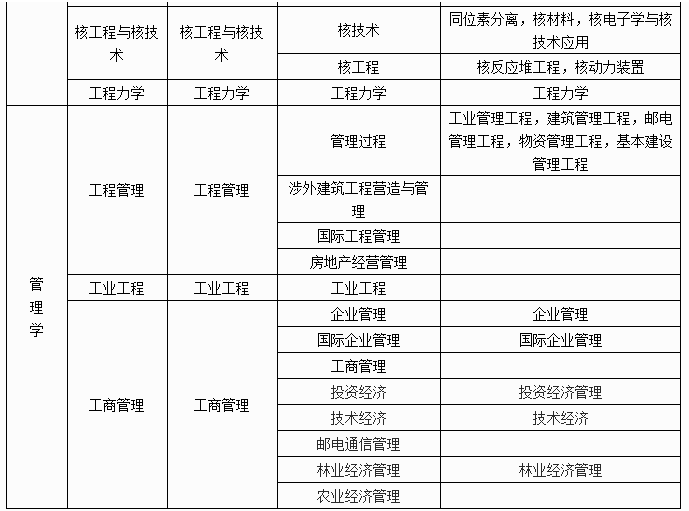 核工程与核技术
核工程与核技术
核技术
同位素分离，核材料，核电子学与核
技术应用
核工程
核反应堆工程，核动力装置
工程力学
工程力学
工程力学
工程力学
管理学
工程管理
工程管理
管理过程
工业管理工程，建筑管理工程，邮电
管理工程，物资管理工程，基本建设
管理工程
涉外建筑工程营造与管
理
国际工程管理
房地产经营管理
工业工程
工业工程
工业工程
工商管理
工商管理
企业管理
企业管理
国际企业管理
国际企业管理
工商管理
投资经济
投资经济管理
技术经济
技术经济
邮电通信管理
林业经济管理
林业经济管理
农业经济管理